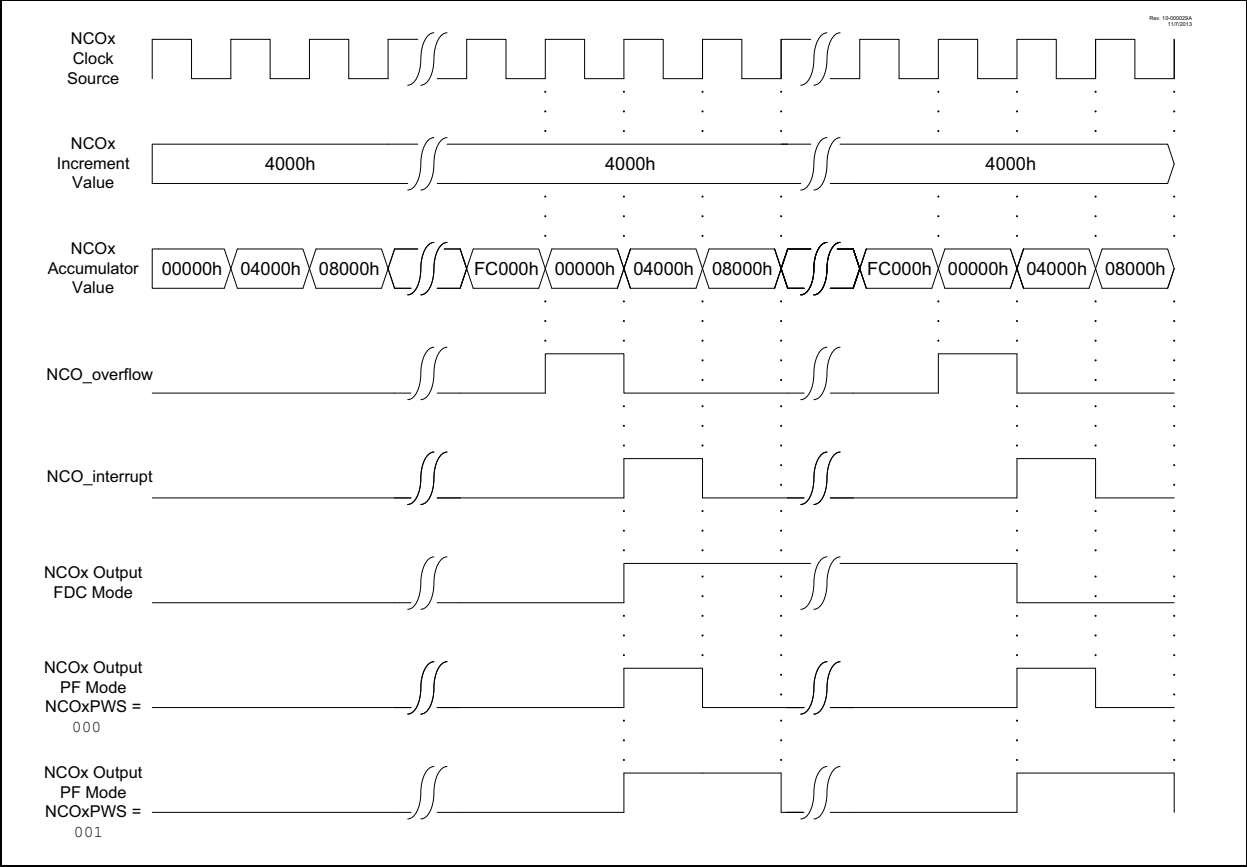 Rev. 10-000029A
11/7/2013
NCOx
Clock
Source
NCOx
Increment
Value
4000h
4000h
4000h
NCOx
Accumulator
Value
00000h
04000h
08000h
FC000h
00000h
04000h
08000h
FC000h
00000h
04000h
08000h
NCO_overflow
NCO_interrupt
NCOx Output
FDC Mode
NCOx Output
PF Mode
NCOxPWS =
000
NCOx Output
PF Mode
NCOxPWS =
001